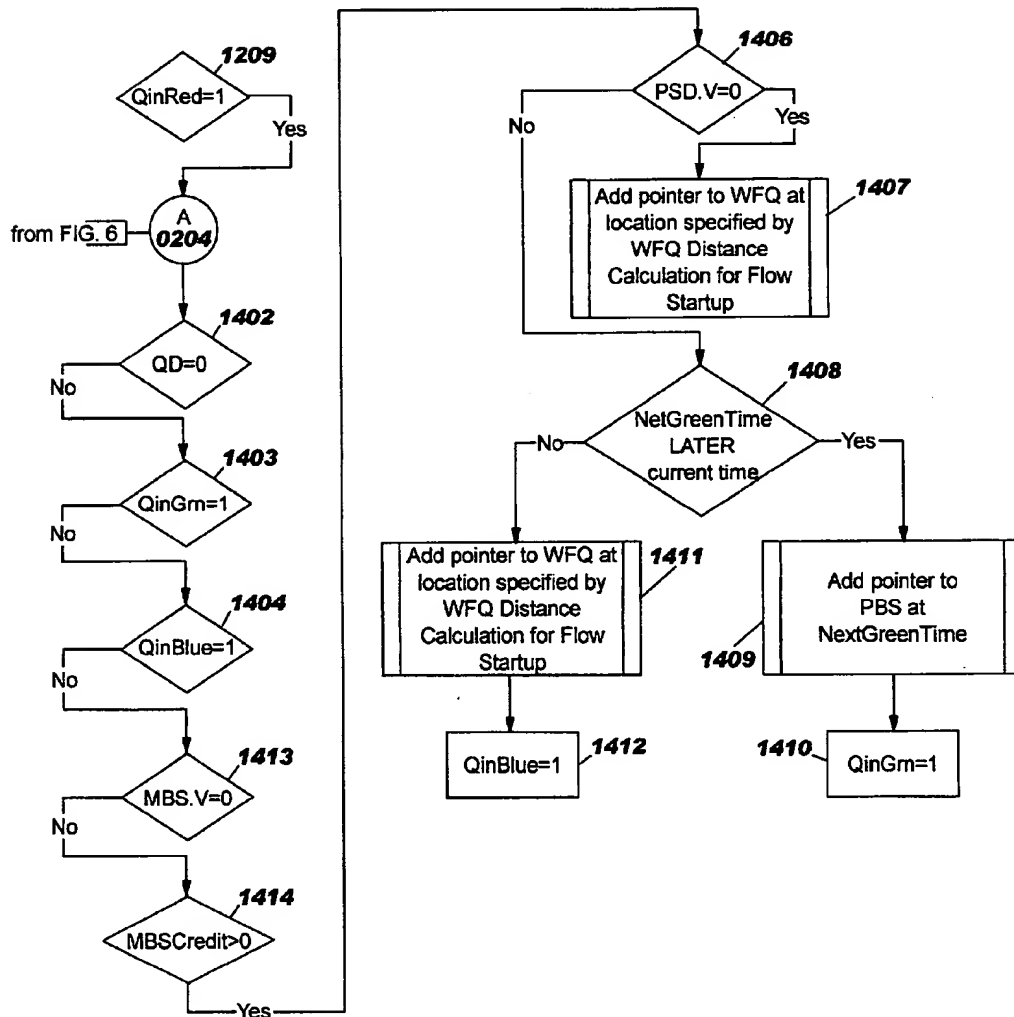 1209
QinRed=1
Yes
A
0204
from FIG. 6
1402
QD=0
No
1403
QinGrn=1
No
1404
QinBlue=1
No
1413
MBS.V=0
No
1414
MBSCredit>0
Yes
1406
PSD.V=0
No
Yes
1407
Add pointer to WFQ at
location specified by
WFQ Distance
Calculation for Flow
Startup
1408
NetGreenTime
LATER
current time
No
Yes
1411
Add pointer to WFQ at
location specified by
WFQ Distance
Calculation for Flow
Startup
1409
Add pointer to
PBS at
NextGreenTime
1412
QinBlue=1
1410
QinGrn=1